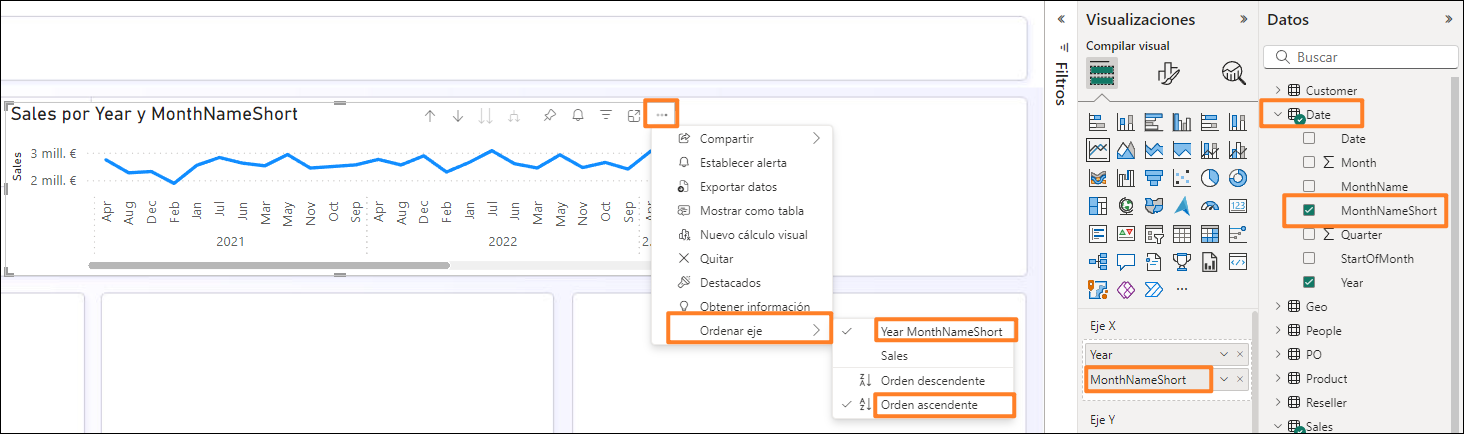 Sales por Year y MonthNameShort
Sales
3 mill. €
2 mill. €
Apr
Aug
Dec
Feb
Jan
Jul
Jun
Mar
May
Nov
Oct
Sep
Apr
Aug
Dec
Feb
Jan
Jul
Jun
Mar
May
Nov
Oct
Sep
2021
2022
2...
Compartir
Establecer alerta
Exportar datos
Mostrar como tabla
Nuevo cálculo visual
Quitar
Destacados
Obtener información
Ordenar eje
Year MonthNameShort
Sales
Orden descendente
Orden ascendente
Filtros
Visualizaciones
Compilar visual
Eje X
Year
MonthNameShort
Eje Y
Datos
Buscar
Customer
Date
Date
Month
MonthName
MonthNameShort
Quarter
StartOfMonth
Year
Geo
People
PO
Product
Reseller
Sales